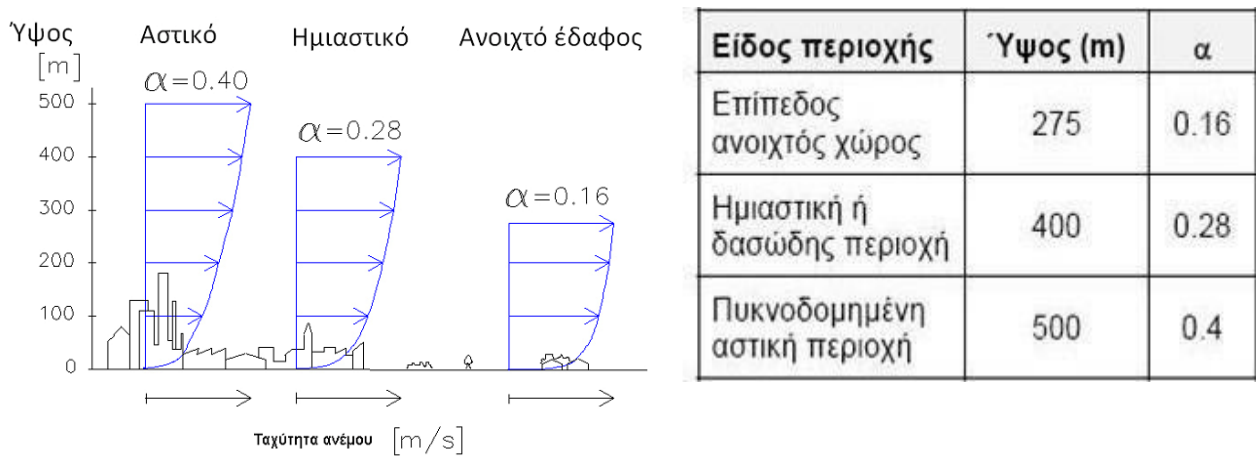 Ύψος
[m]
Αστικό
Ημιαστικό
Ανοιχτό έδαφος
α=0.40
α=0.28
α=0.16
500
400
300
200
100
0
Ταχύτητα ανέμου [m/s]
Είδος περιοχής Ύψος (m) α
Επίπεδος
ανοιχτός χώρος 275 0.16
Ημιαστική ή
δασώδης περιοχή 400 0.28
Πυκνοδομημένη
αστική περιοχή 500 0.4